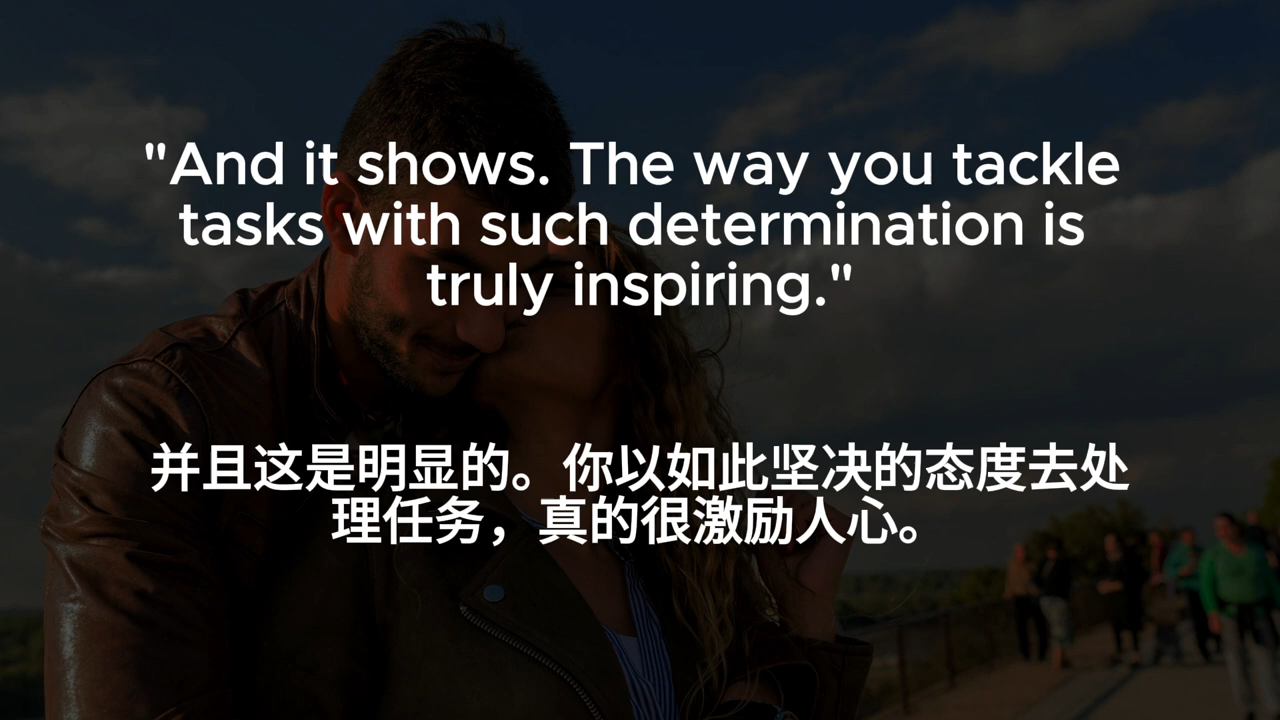 "And it shows. The way you tackle
tasks with such determination is
truly inspiring."
并且这是明显的。你以如此坚决的态度去处
理任务，真的很激励人心。